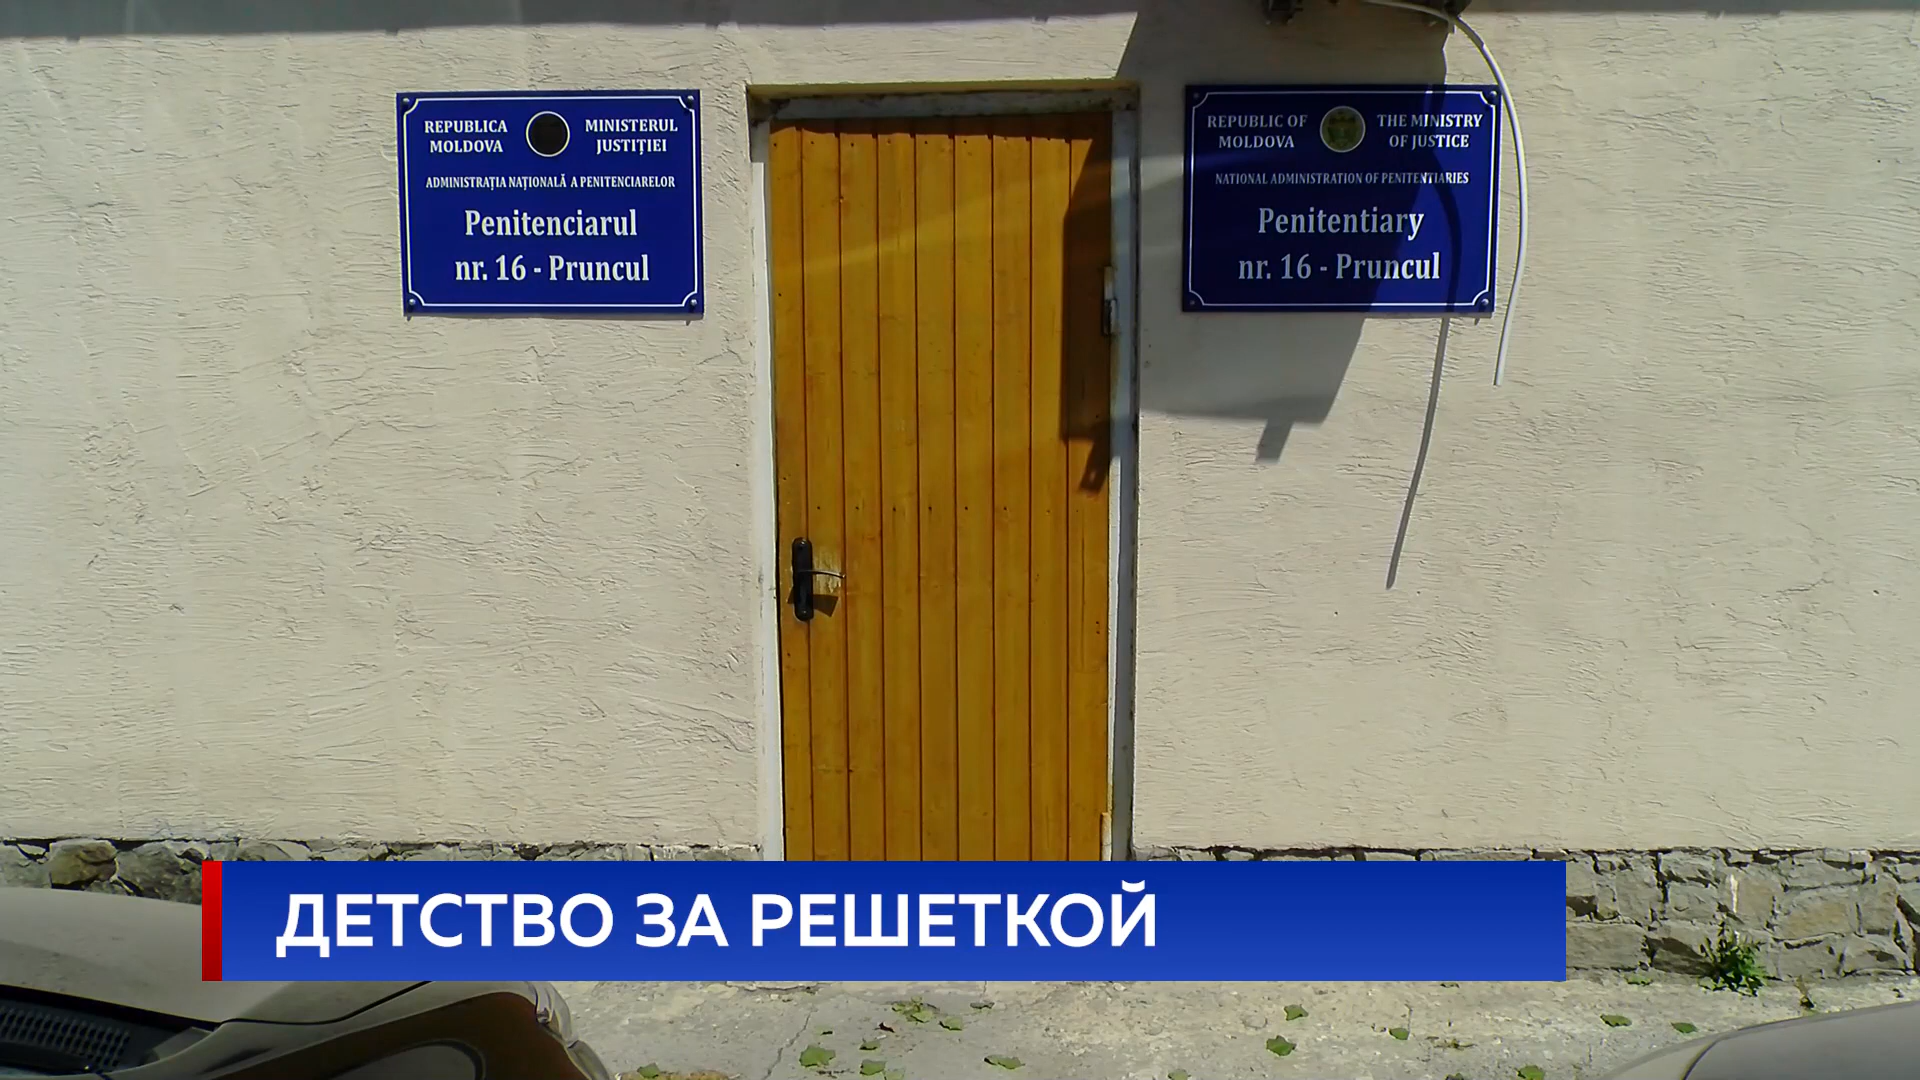 REPUBLICA MOLDOVA
MINISTERUL JUSTIȚIEI
ADMINISTRAȚIA NAȚIONALĂ A PENITENCIARELOR
Penitenciarul
nr. 16 - Pruncul
REPUBLIC OF MOLDOVA
THE MINISTRY OF JUSTICE
NATIONAL ADMINISTRATION OF PENITENTIARIES
Penitentiary
nr. 16 - Pruncul
ДЕТСТВО ЗА РЕШЕТКОЙ